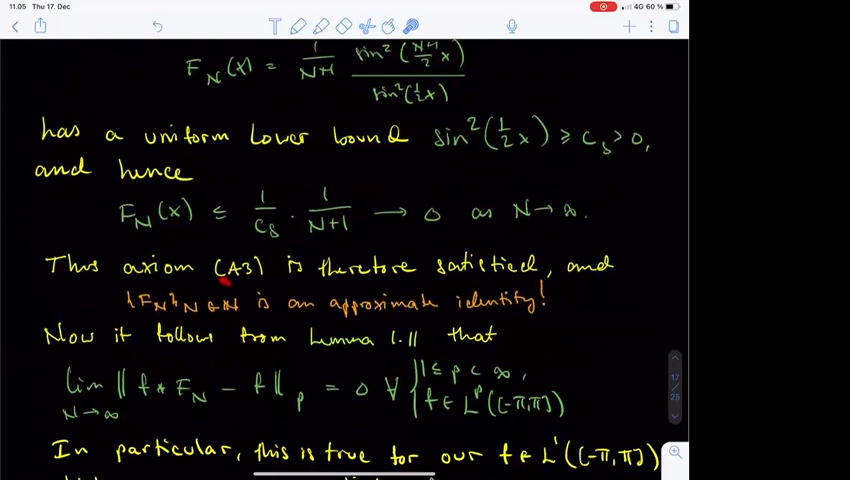 11.05 Thu 17. Dec
4G 60 %
F_N(x) = 1/(N+1) sin²((N+1)/2 x) / sin²(1/2 x)
has a uniform lower bound sin²(1/2 x) ≥ c_δ > 0,
and hence
F_N(x) ≤ 1/c_δ · 1/(N+1) → 0 as N → ∞.
Thus axiom (A3) is therefore satisfied, and
{F_N}_{N∈ℕ} is an approximate identity!
Now it follows from Lemma 1.11 that
lim_{N→∞} ‖f * F_N − f‖_p = 0 ∀ { 1 ≤ p < ∞, f ∈ L^p([-π,π])
17
25
In particular, this is true for our f ∈ L¹([-π,π])